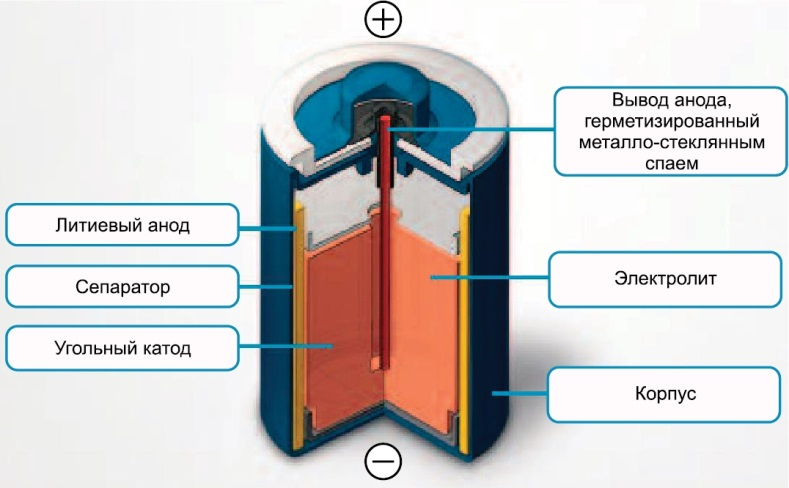 +
Вывод анода,
герметизированный
металло-стеклянным
спаем
Литиевый анод
Сепаратор
Электролит
Угольный катод
Корпус
−